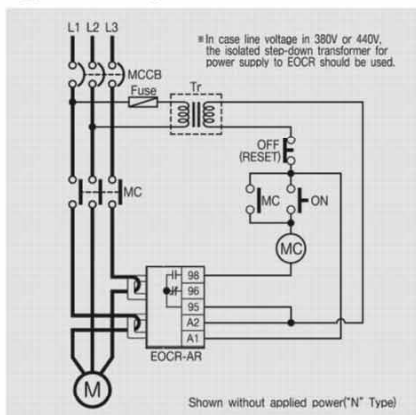 L1 L2 L3
※In case line voltage in 380V or 440V,
the isolated step-down transformer for
power supply to EOCR should be used.
MCCB
Fuse
Tr
OFF
(RESET)
MC
MC
ON
MC
98
96
95
A2
A1
EOCR-AR
M
Shown without applied power("N" Type)